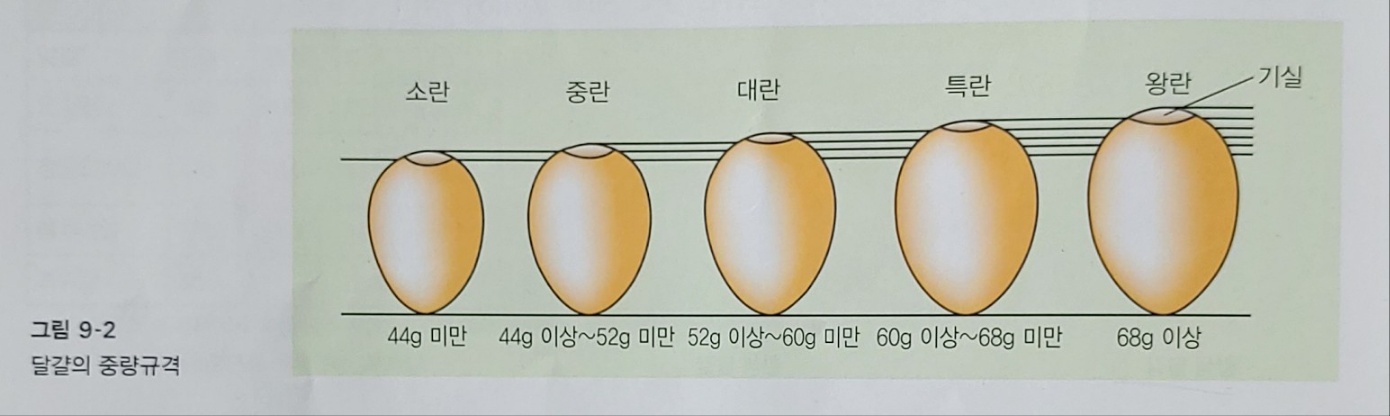 소란 중란 대란 특란 왕란 기실
44g 미만 44g 이상~52g 미만 52g 이상~60g 미만 60g 이상~68g 미만 68g 이상
그림 9-2
달걀의 중량규격